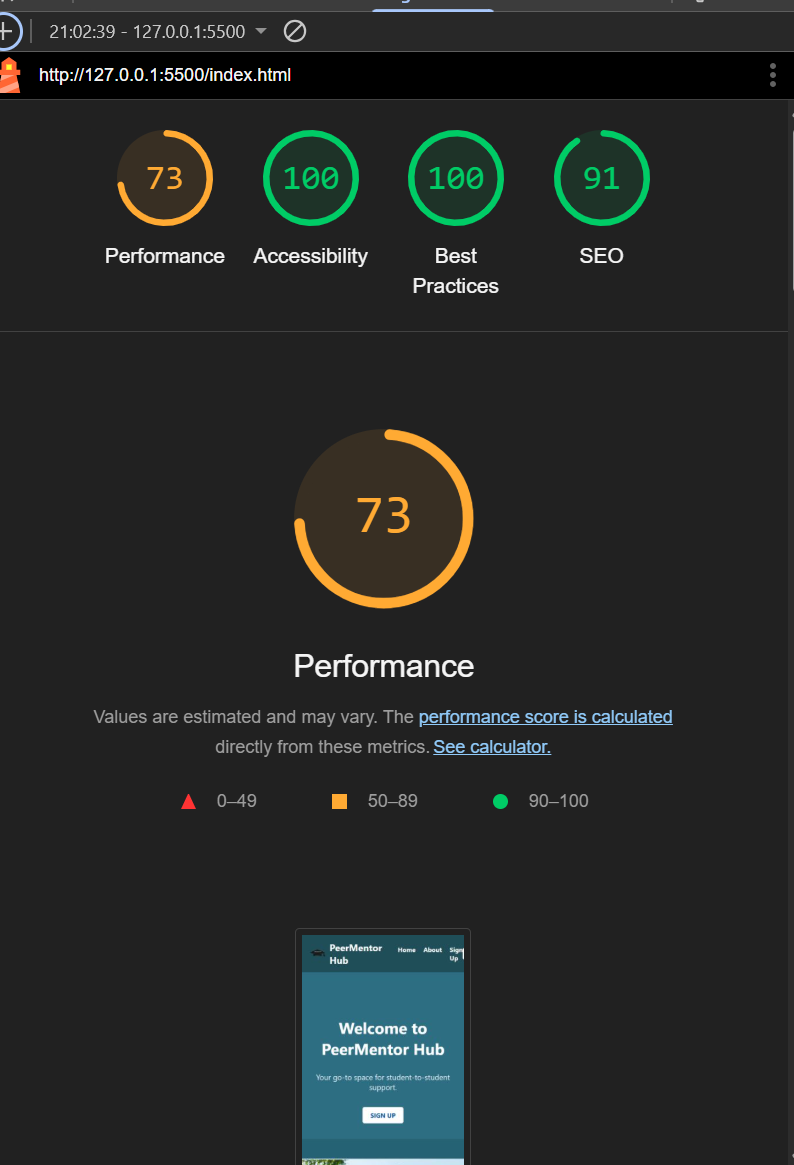 21:02:39 - 127.0.0.1:5500
http://127.0.0.1:5500/index.html
73
100
100
91
Performance
Accessibility
Best
Practices
SEO
73
Performance
Values are estimated and may vary. The performance score is calculated
directly from these metrics. See calculator.
0–49
50–89
90–100
PeerMentor
Hub
Home
About
Sign
Up
Welcome to
PeerMentor Hub
Your go-to space for student-to-student
support.
SIGN UP